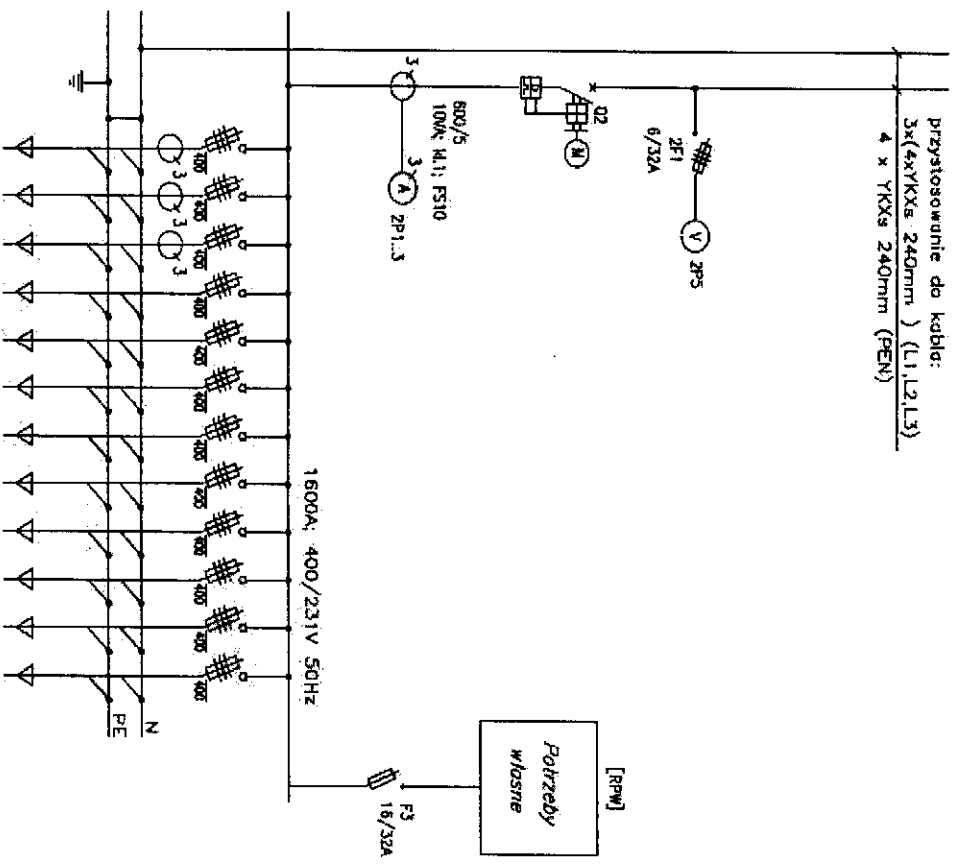 przystosowanie do kabla:
3x(4xYKXs 240mm ) (L1,L2,L3)
4 x YKXs 240mm (PEN)
2F1
6/32A
V
2P5
Q2
M
3
600/5
10VA; kl.1; FS10
3
A
2P1..3
1600A; 400/231V 50Hz
[RPW]
Potrzeby
własne
F3
16/32A
400
400
400
400
400
400
400
400
400
400
400
400
3
3
3
N
PE